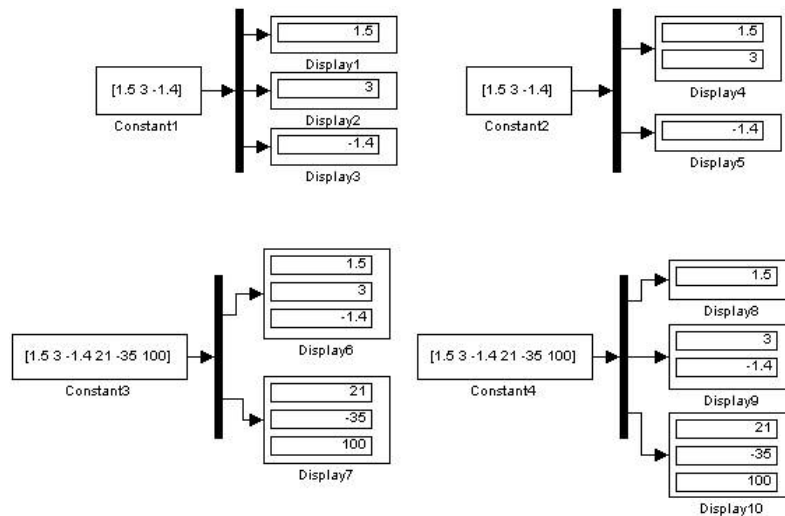 1.5
Display1
[1.5 3 -1.4]
Constant1
3
Display2
-1.4
Display3
1.5
3
Display4
[1.5 3 -1.4]
Constant2
-1.4
Display5
1.5
3
-1.4
Display6
[1.5 3 -1.4 21 -35 100]
Constant3
21
-35
100
Display7
1.5
Display8
[1.5 3 -1.4 21 -35 100]
Constant4
3
-1.4
Display9
21
-35
100
Display10